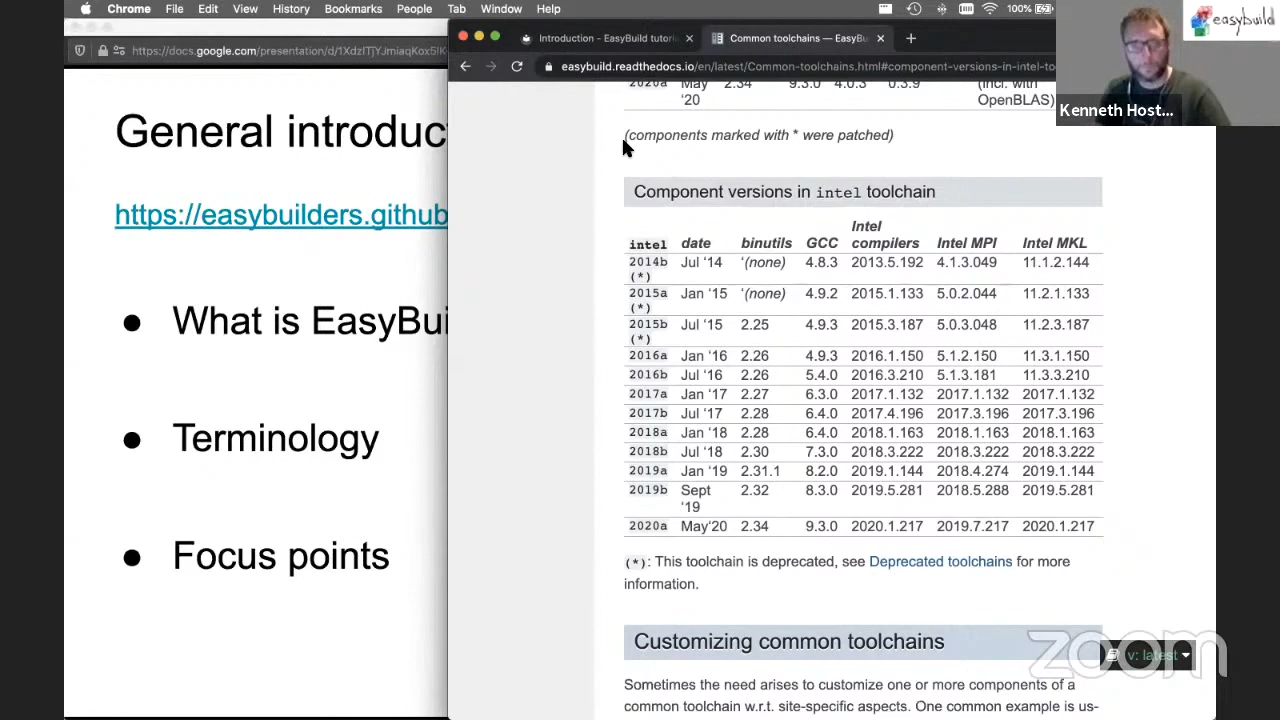 Chrome File Edit View History Bookmarks People Tab Window Help 100%
easybuild
Kenneth Host...
https://docs.google.com/presentation/d/1XdzITjYJmiaqKox5!K
Introduction – EasyBuild tutori
Common toolchains — EasyBu
easybuild.readthedocs.io/en/latest/Common-toolchains.html#component-versions-in-intel-to
General introduc
https://easybuilders.github
● What is EasyBui
● Terminology
● Focus points
2020a May '20 2.34 9.3.0 4.0.3 0.3.9 (incl. with OpenBLAS)
(components marked with * were patched)
Component versions in intel toolchain
intel date binutils GCC Intel compilers Intel MPI Intel MKL
2014b (*) Jul ‘14 ‘(none) 4.8.3 2013.5.192 4.1.3.049 11.1.2.144
2015a (*) Jan ‘15 ‘(none) 4.9.2 2015.1.133 5.0.2.044 11.2.1.133
2015b (*) Jul ‘15 2.25 4.9.3 2015.3.187 5.0.3.048 11.2.3.187
2016a Jan ‘16 2.26 4.9.3 2016.1.150 5.1.2.150 11.3.1.150
2016b Jul ‘16 2.26 5.4.0 2016.3.210 5.1.3.181 11.3.3.210
2017a Jan ‘17 2.27 6.3.0 2017.1.132 2017.1.132 2017.1.132
2017b Jul ‘17 2.28 6.4.0 2017.4.196 2017.3.196 2017.3.196
2018a Jan ‘18 2.28 6.4.0 2018.1.163 2018.1.163 2018.1.163
2018b Jul ‘18 2.30 7.3.0 2018.3.222 2018.3.222 2018.3.222
2019a Jan ‘19 2.31.1 8.2.0 2019.1.144 2018.4.274 2019.1.144
2019b Sept ‘19 2.32 8.3.0 2019.5.281 2018.5.288 2019.5.281
2020a May‘20 2.34 9.3.0 2020.1.217 2019.7.217 2020.1.217
(*): This toolchain is deprecated, see Deprecated toolchains for more
information.
Customizing common toolchains
zoom
v: latest
Sometimes the need arises to customize one or more components of a
common toolchain w.r.t. site-specific aspects. One common example is us-